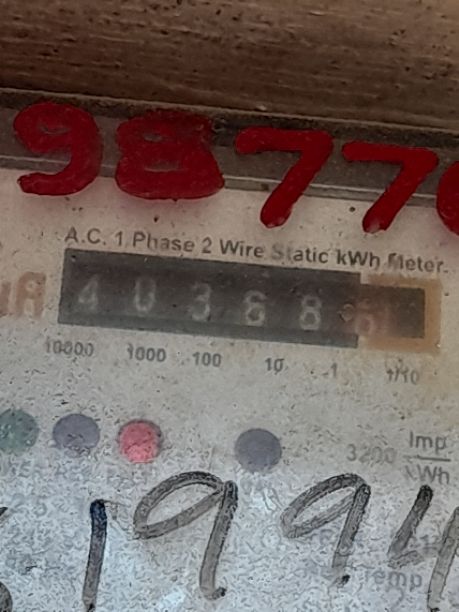 9877
A.C. 1 Phase 2 Wire Static kWh Meter.
40368
10000 1000 100 10 1 1/10
3200 Imp/kWh
1994
Temp